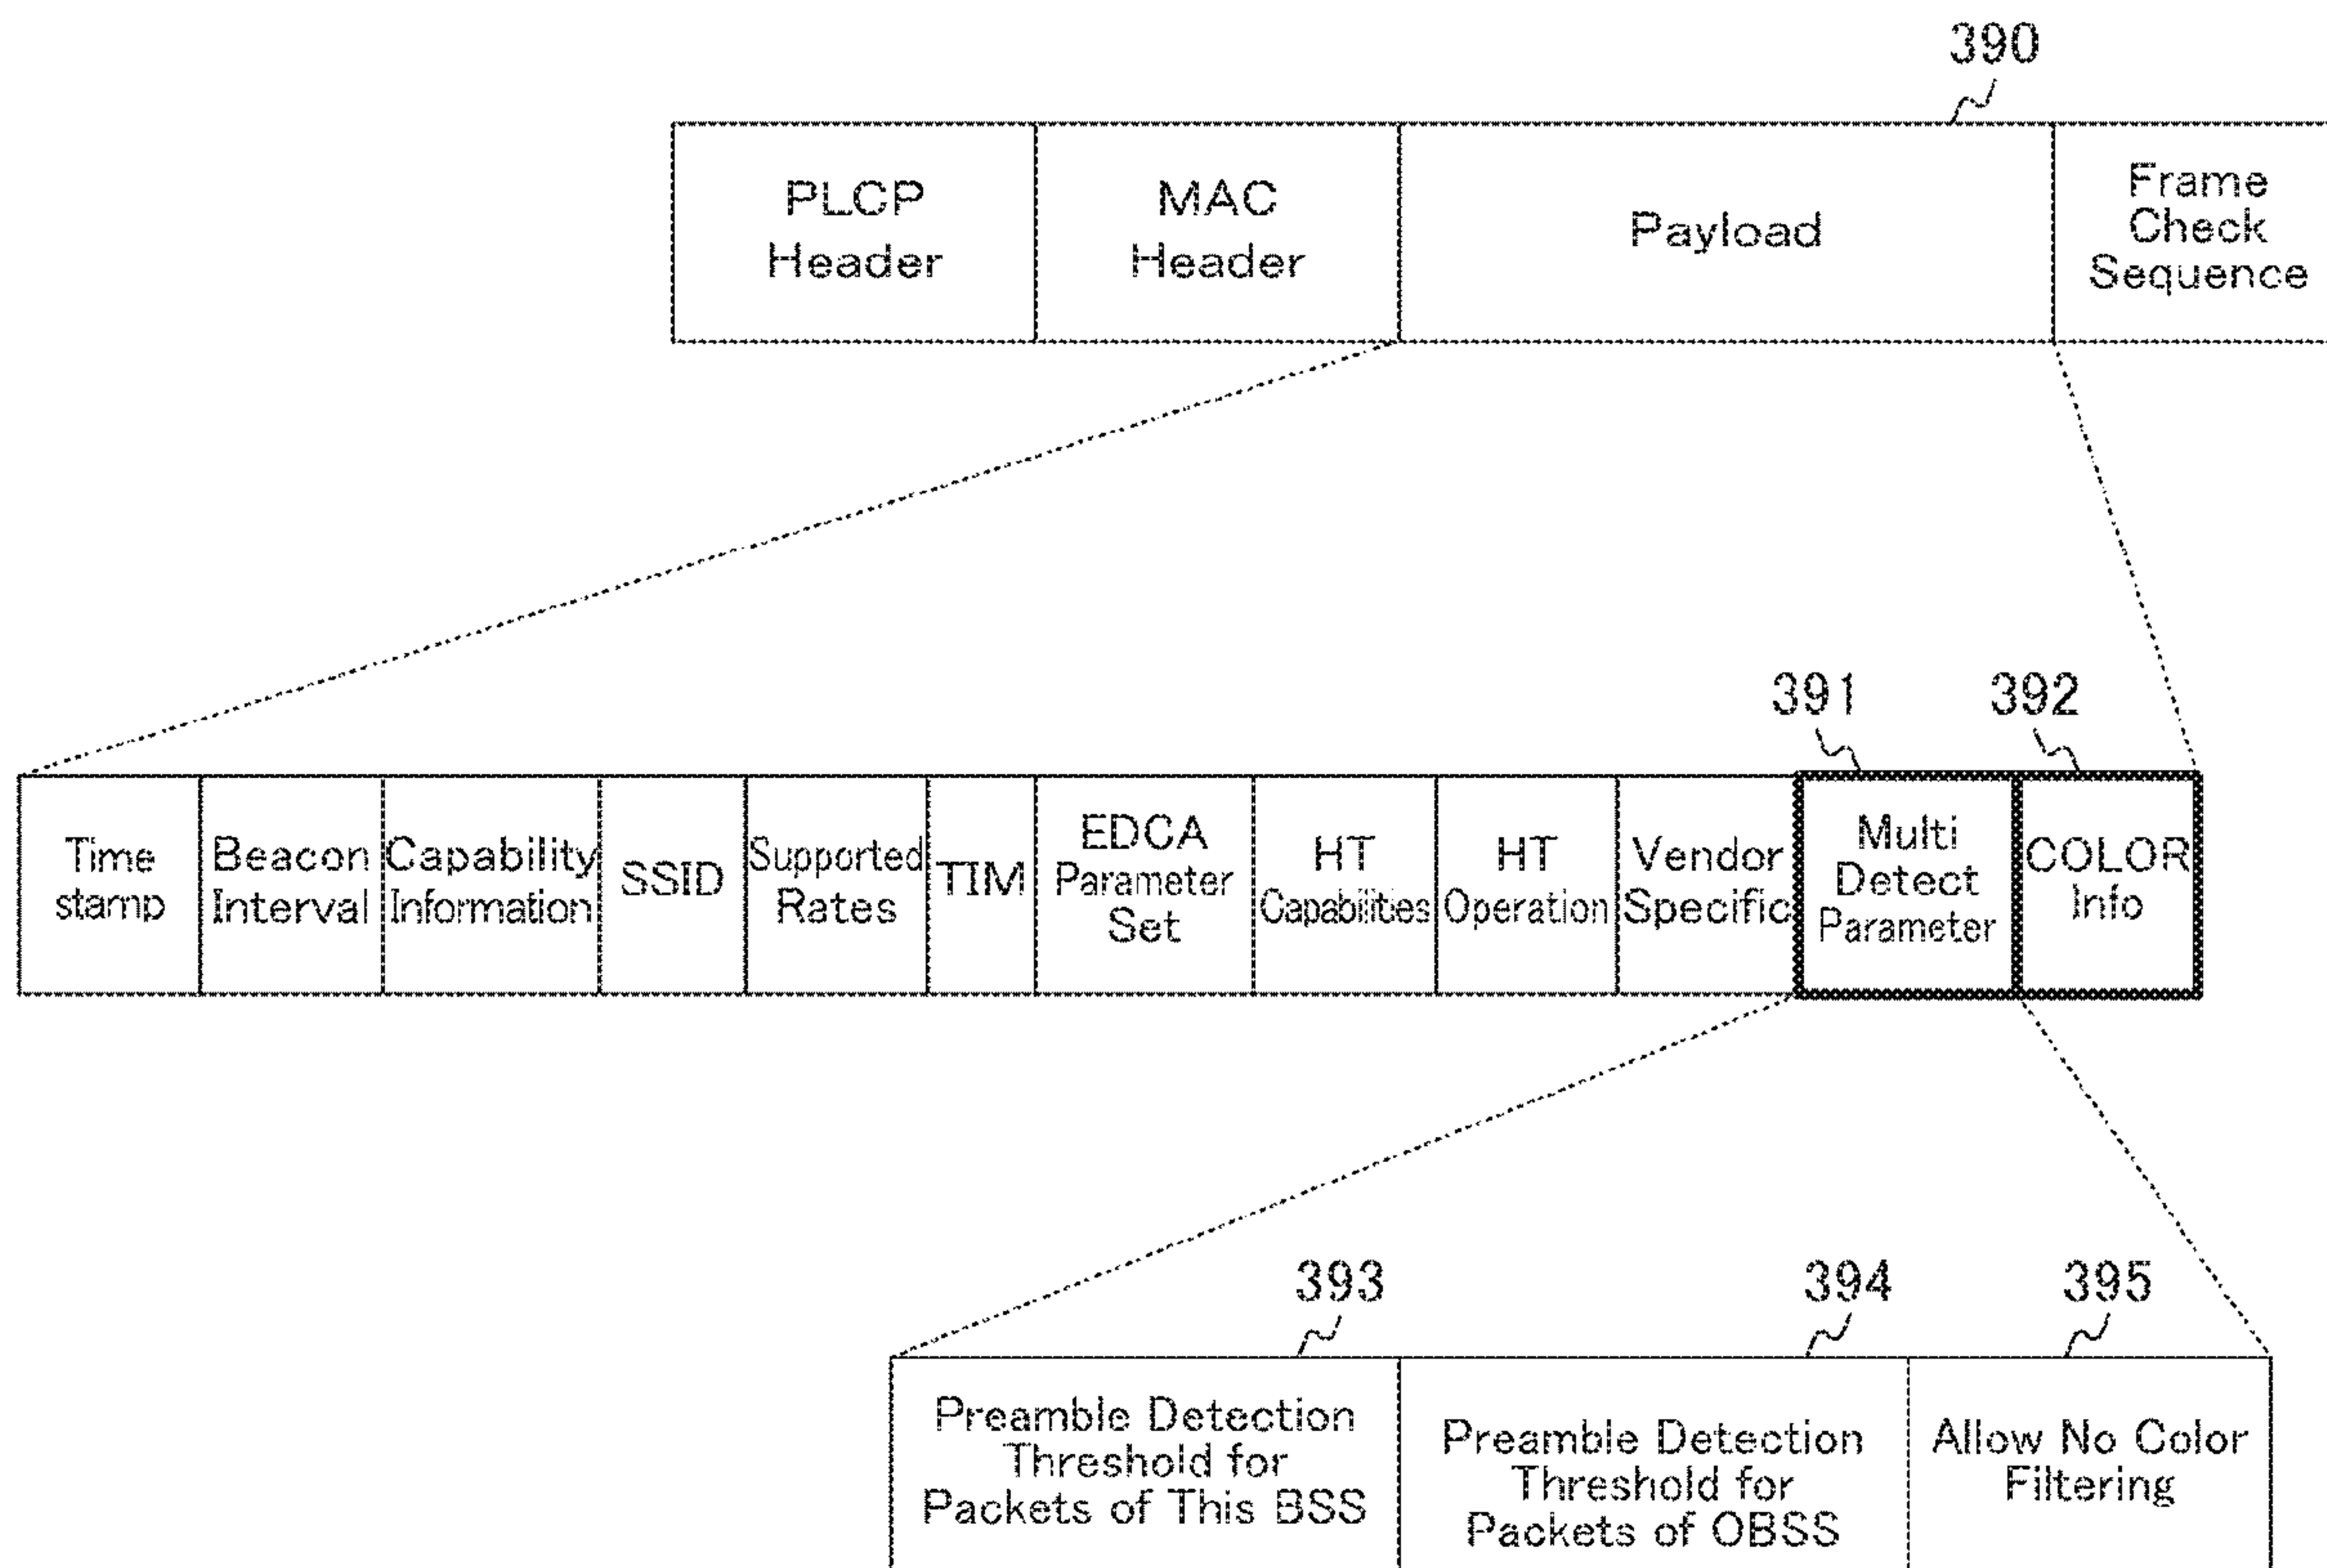 390
PLCP
Header
MAC
Header
Payload
Frame
Check
Sequence
391
392
Time
stamp
Beacon
Interval
Capability
Information
SSID
Supported
Rates
TIM
EDCA
Parameter
Set
HT
Capabilities
HT
Operation
Vendor
Specific
Multi
Detect
Parameter
COLOR
Info
393
394
395
Preamble Detection
Threshold for
Packets of This BSS
Preamble Detection
Threshold for
Packets of OBSS
Allow No Color
Filtering